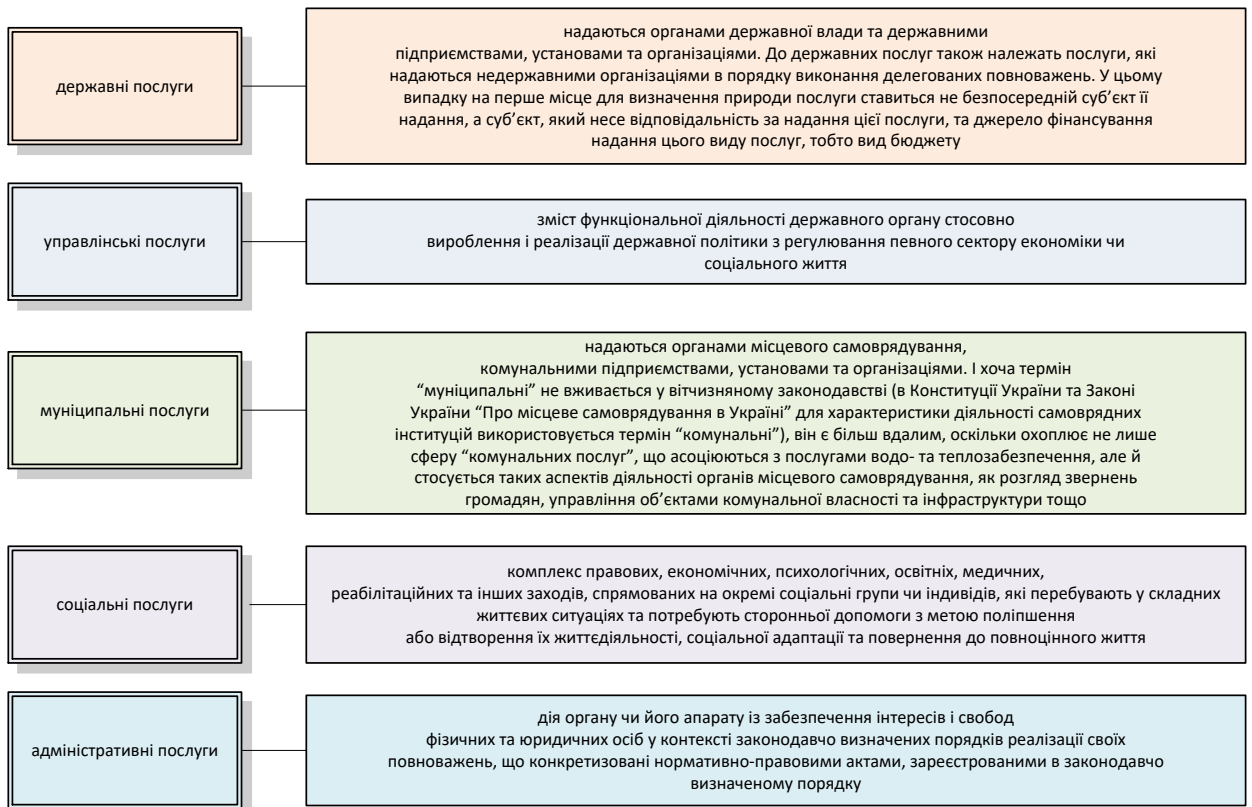 державні послуги
надаються органами державної влади та державними
підприємствами, установами та організаціями. До державних послуг також належать послуги, які
надаються недержавними організаціями в порядку виконання делегованих повноважень. У цьому
випадку на перше місце для визначення природи послуги ставиться не безпосередній суб’єкт її
надання, а суб’єкт, який несе відповідальність за надання цієї послуги, та джерело фінансування
надання цього виду послуг, тобто вид бюджету
управлінські послуги
зміст функціональної діяльності державного органу стосовно
вироблення і реалізації державної політики з регулювання певного сектору економіки чи
соціального життя
муніципальні послуги
надаються органами місцевого самоврядування,
комунальними підприємствами, установами та організаціями. І хоча термін
“муніципальні” не вживається у вітчизняному законодавстві (в Конституції України та Законі
України “Про місцеве самоврядування в Україні” для характеристики діяльності самоврядних
інституцій використовується термін “комунальні”), він є більш вдалим, оскільки охоплює не лише
сферу “комунальних послуг”, що асоціюються з послугами водо- та теплозабезпечення, але й
стосується таких аспектів діяльності органів місцевого самоврядування, як розгляд звернень
громадян, управління об’єктами комунальної власності та інфраструктури тощо
соціальні послуги
комплекс правових, економічних, психологічних, освітніх, медичних,
реабілітаційних та інших заходів, спрямованих на окремі соціальні групи чи індивідів, які перебувають у складних
життєвих ситуаціях та потребують сторонньої допомоги з метою поліпшення
або відтворення їх життєдіяльності, соціальної адаптації та повернення до повноцінного життя
адміністративні послуги
дія органу чи його апарату із забезпечення інтересів і свобод
фізичних та юридичних осіб у контексті законодавчо визначених порядків реалізації своїх
повноважень, що конкретизовані нормативно-правовими актами, зареєстрованими в законодавчо
визначеному порядку